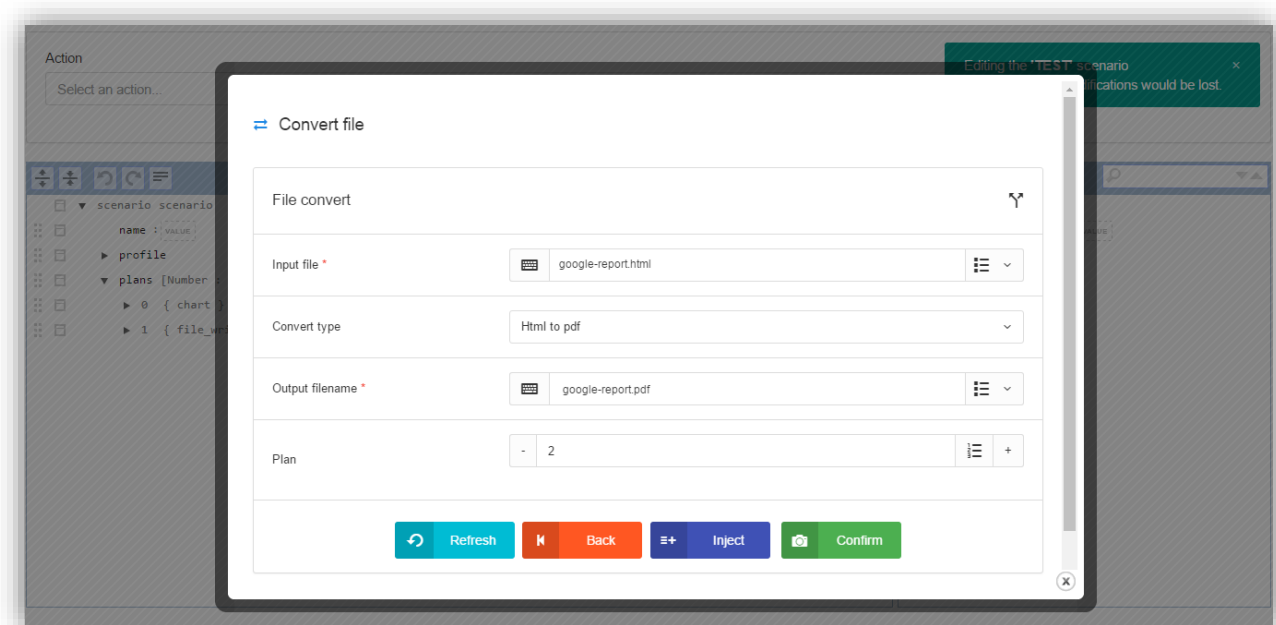 Action
Editing the 'TEST' scenario ×
Select an action...
ifications would be lost.
Convert file
File convert
scenario scenario
name : VALUE
profile
plans [Number :
0 { chart }
1 { file_wri
Input file * google-report.html
Convert type Html to pdf
Output filename * google-report.pdf
Plan - 2 +
Refresh Back Inject Confirm
x